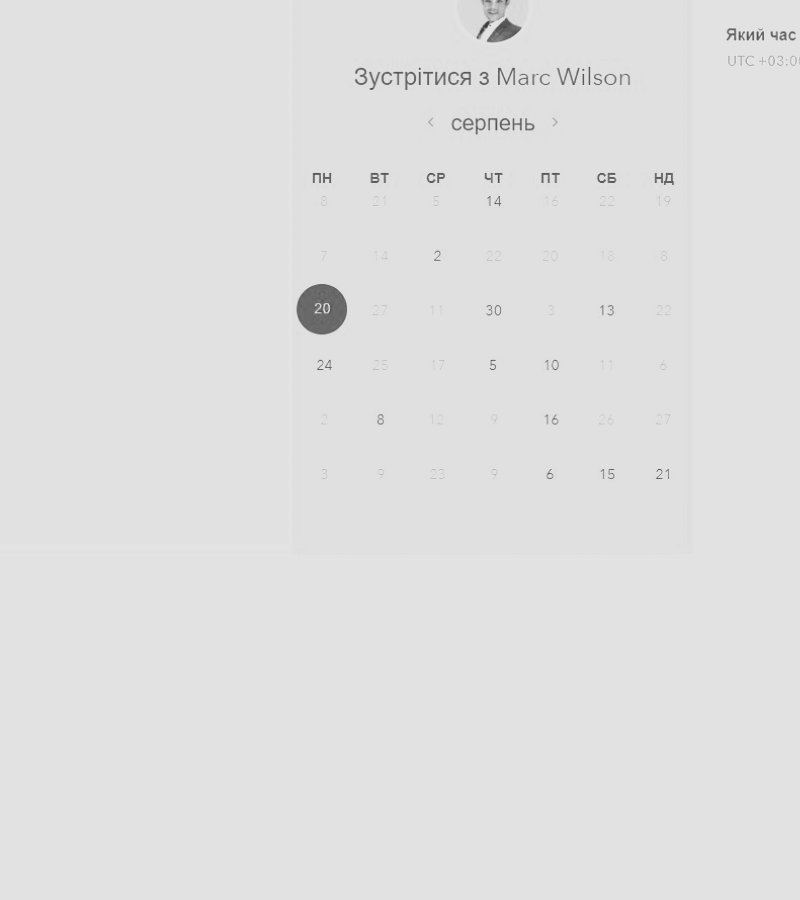 Зустрітися з Marc Wilson
‹ серпень ›
ПН ВТ СР ЧТ ПТ СБ НД
8 21 5 14 16 22 19
7 14 2 22 20 18 8
20 27 11 30 3 13 22
24 25 17 5 10 11 6
2 8 12 9 16 26 27
3 9 23 9 6 15 21
Який час
UTC +03:00